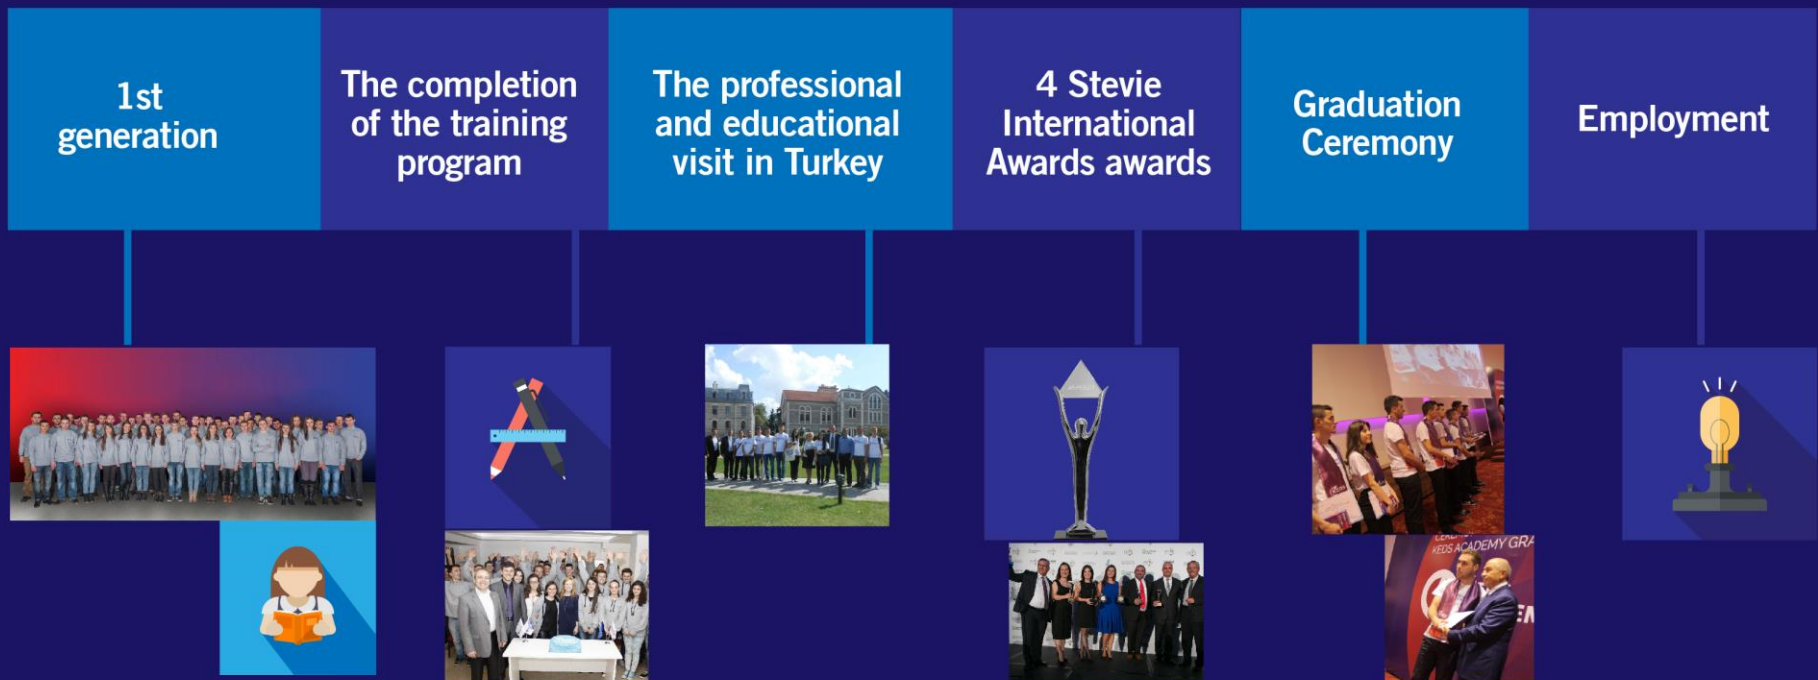 1st
generation
The completion
of the training
program
The professional
and educational
visit in Turkey
4 Stevie
International
Awards awards
Graduation
Ceremony
Employment
KEDS ACADEMY GRA